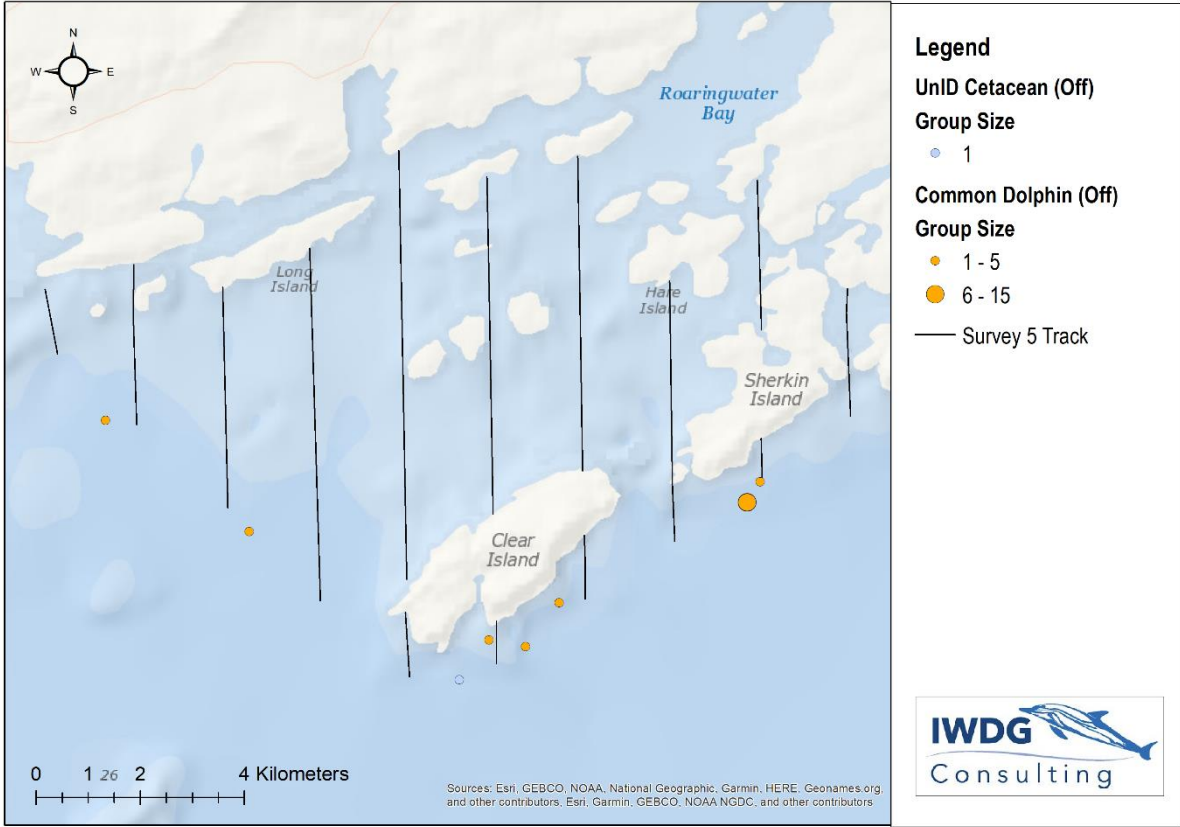 N
W E
S
Roaringwater
Bay
Long
Island
Hare
Island
Sherkin
Island
Clear
Island
0 1 26 2 4 Kilometers
Sources: Esri, GEBCO, NOAA, National Geographic, Garmin, HERE, Geonames.org,
and other contributors, Esri, Garmin, GEBCO, NOAA NGDC, and other contributors
Legend
UnID Cetacean (Off)
Group Size
1
Common Dolphin (Off)
Group Size
1 - 5
6 - 15
Survey 5 Track
IWDG
Consulting